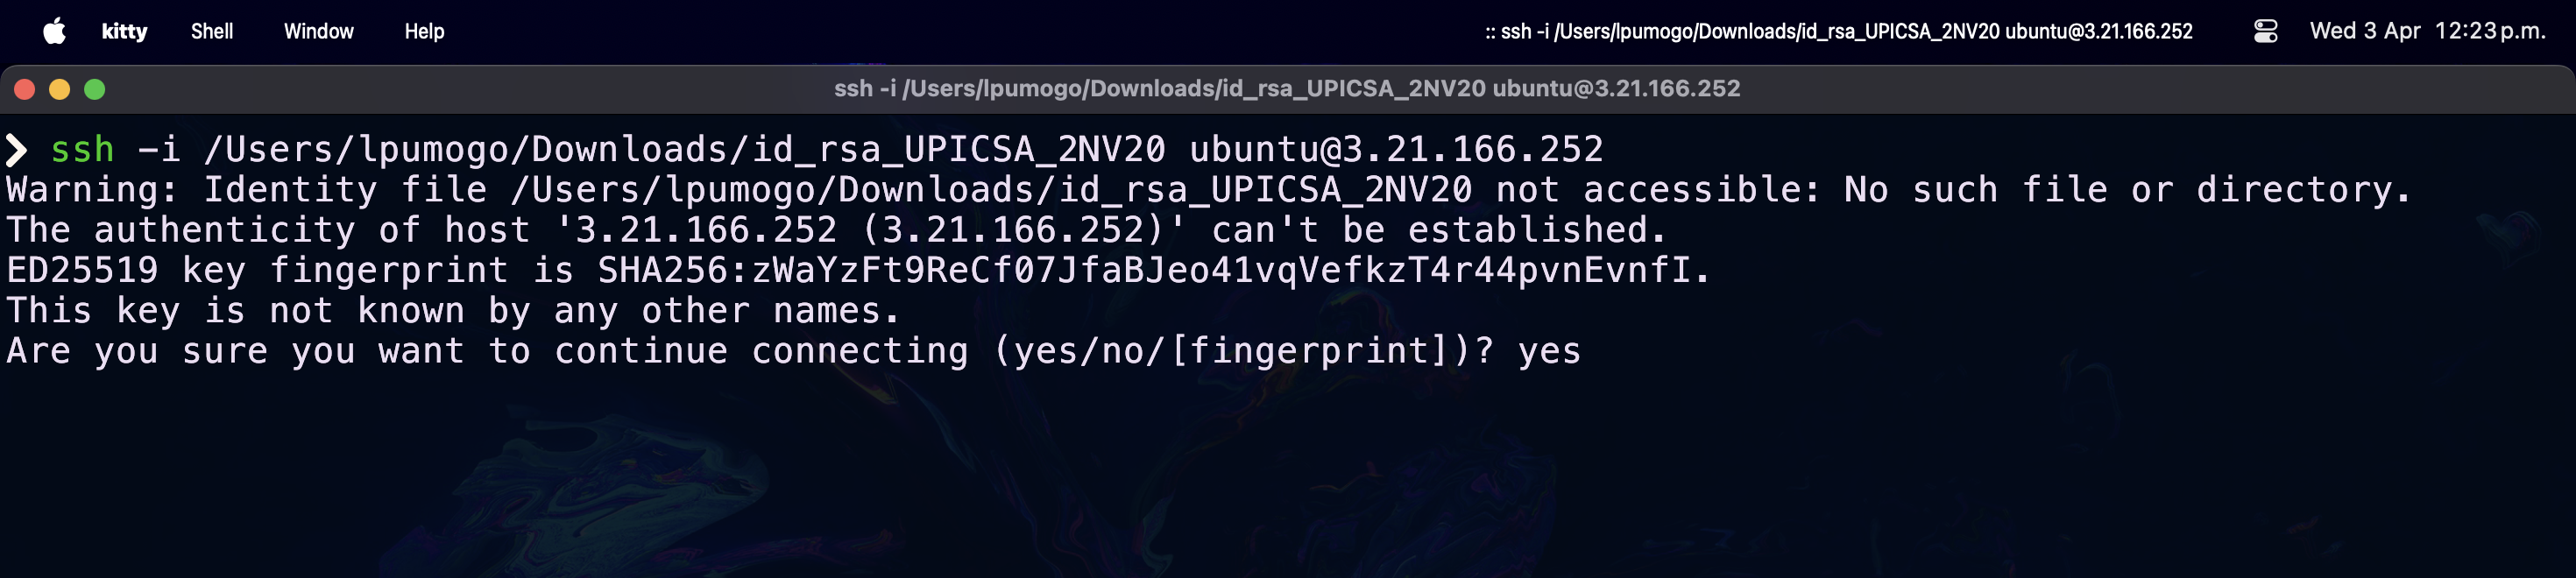 kitty Shell Window Help :: ssh -i /Users/lpumogo/Downloads/id_rsa_UPICSA_2NV20 ubuntu@3.21.166.252 Wed 3 Apr 12:23 p.m.
ssh -i /Users/lpumogo/Downloads/id_rsa_UPICSA_2NV20 ubuntu@3.21.166.252
❯ ssh -i /Users/lpumogo/Downloads/id_rsa_UPICSA_2NV20 ubuntu@3.21.166.252
Warning: Identity file /Users/lpumogo/Downloads/id_rsa_UPICSA_2NV20 not accessible: No such file or directory.
The authenticity of host '3.21.166.252 (3.21.166.252)' can't be established.
ED25519 key fingerprint is SHA256:zWaYzFt9ReCf07JfaBJeo41vqVefkzT4r44pvnEvnfI.
This key is not known by any other names.
Are you sure you want to continue connecting (yes/no/[fingerprint])? yes